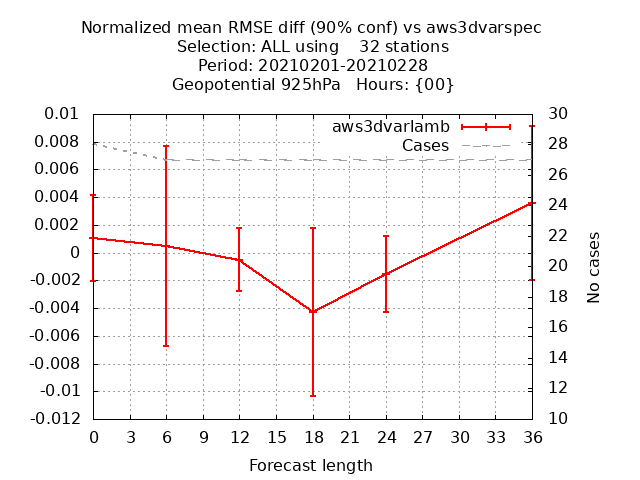 Normalized mean RMSE diff (90% conf) vs aws3dvarspec
Selection: ALL using    32 stations
Period: 20210201-20210228
Geopotential 925hPa   Hours: {00}
aws3dvarlamb
Cases
0.01
0.008
0.006
0.004
0.002
0
-0.002
-0.004
-0.006
-0.008
-0.01
-0.012
30
28
26
24
22
20
18
16
14
12
10
No cases
0 3 6 9 12 15 18 21 24 27 30 33 36
Forecast length